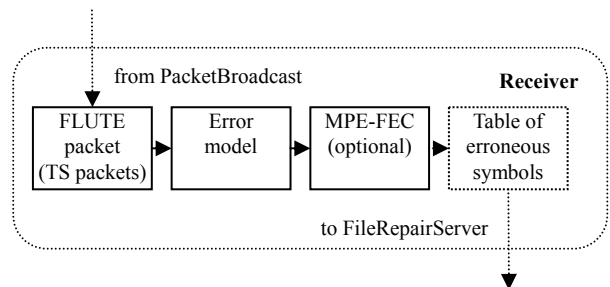 from PacketBroadcast
Receiver
FLUTE
packet
(TS packets)
Error
model
MPE-FEC
(optional)
Table of
erroneous
symbols
to FileRepairServer